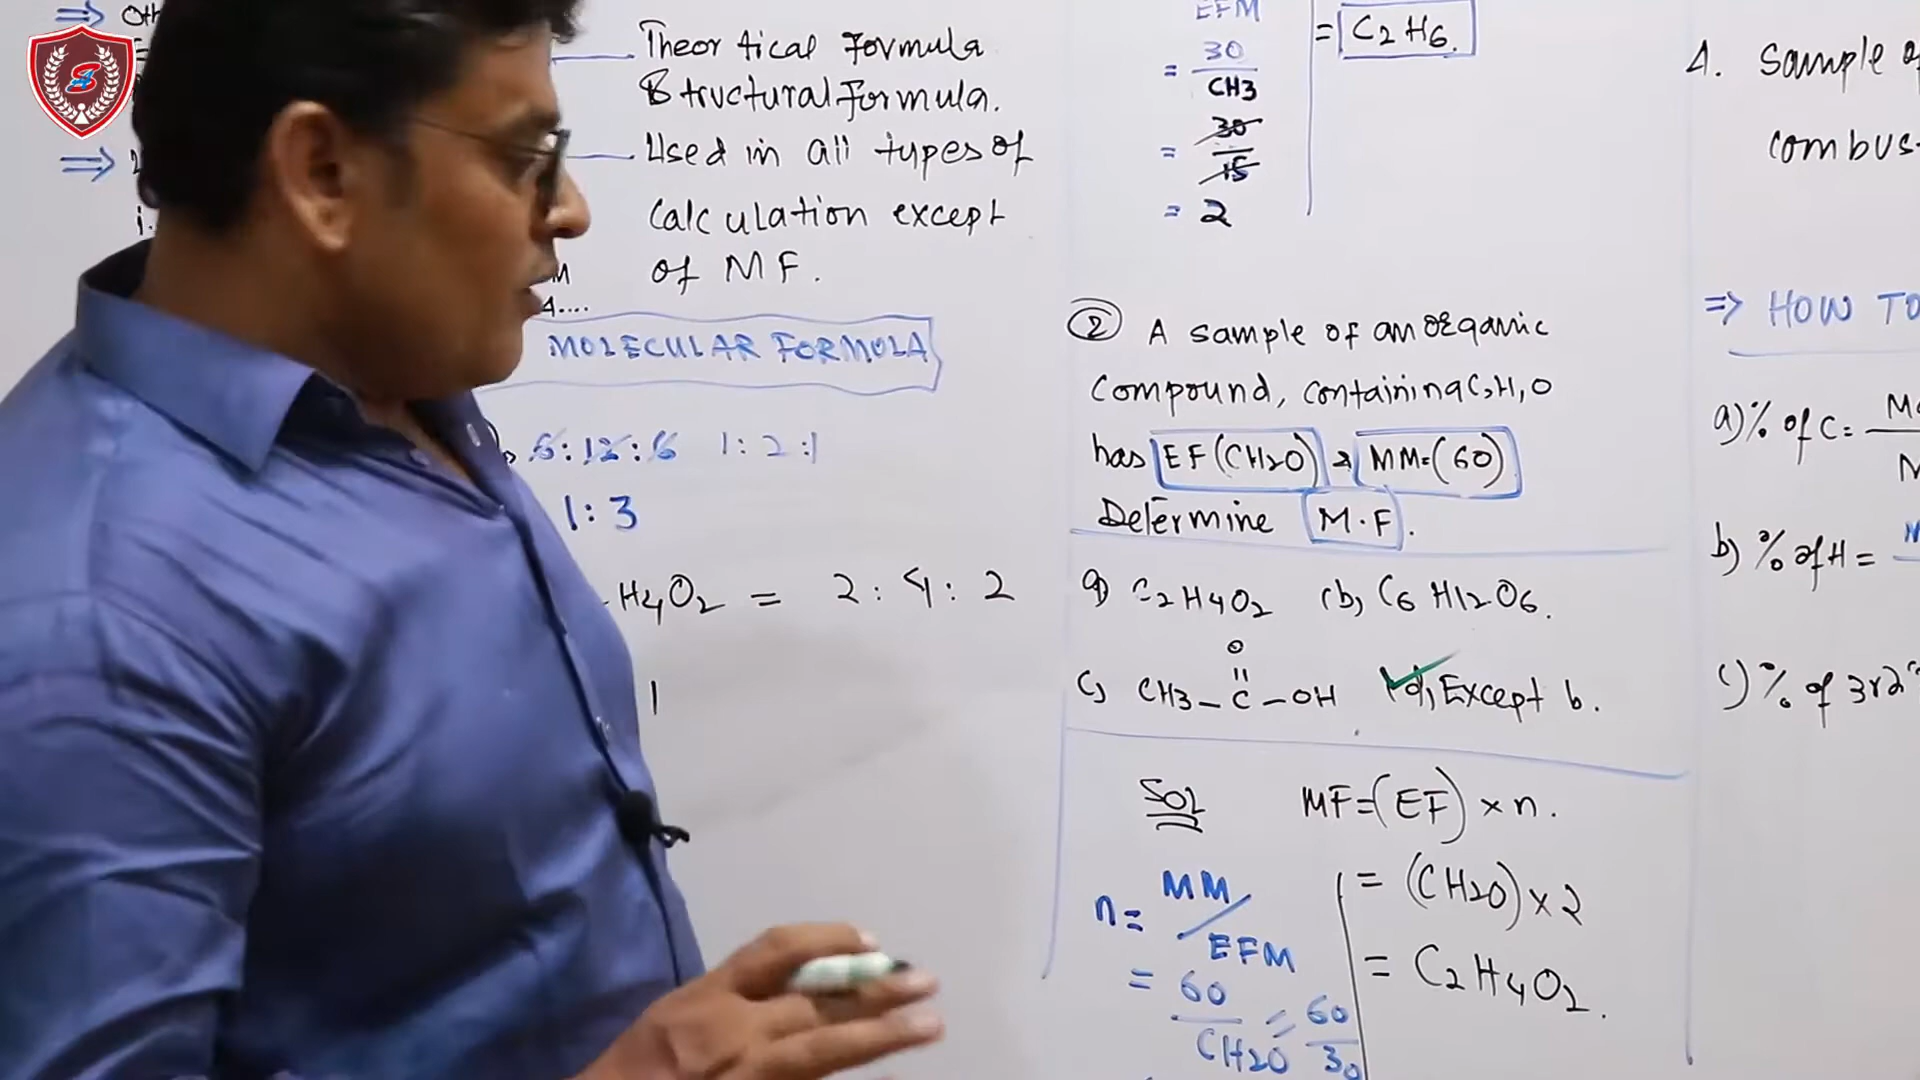 ⇒ Oth
⇒
i.
Theortical Formula
Structural Formula.
Used in all types of
Calculation except
of MF.
M
4....
MOLECULAR FORMULA
6:12:6 1:2:1
1:3
H4O2 = 2:4:2
1
EFM
= 30
CH3
= 30
15
= 2
= C2H6.
② A sample of an organic
Compound, containing C,H,O
has EF(CH2O) & MM=(60)
Determine M.F.
a) C2H4O2 (b) C6H12O6.
O
||
c) CH3-C-OH (d) Except b.
Sol MF=(EF)×n.
n= MM/EFM
= 60/CH2O = 60/30
= (CH2O)×2
= C2H4O2.
A. Sample of
combus-
⇒ HOW TO
a) % of C=
M
b) % of H =
c) % of 3rd